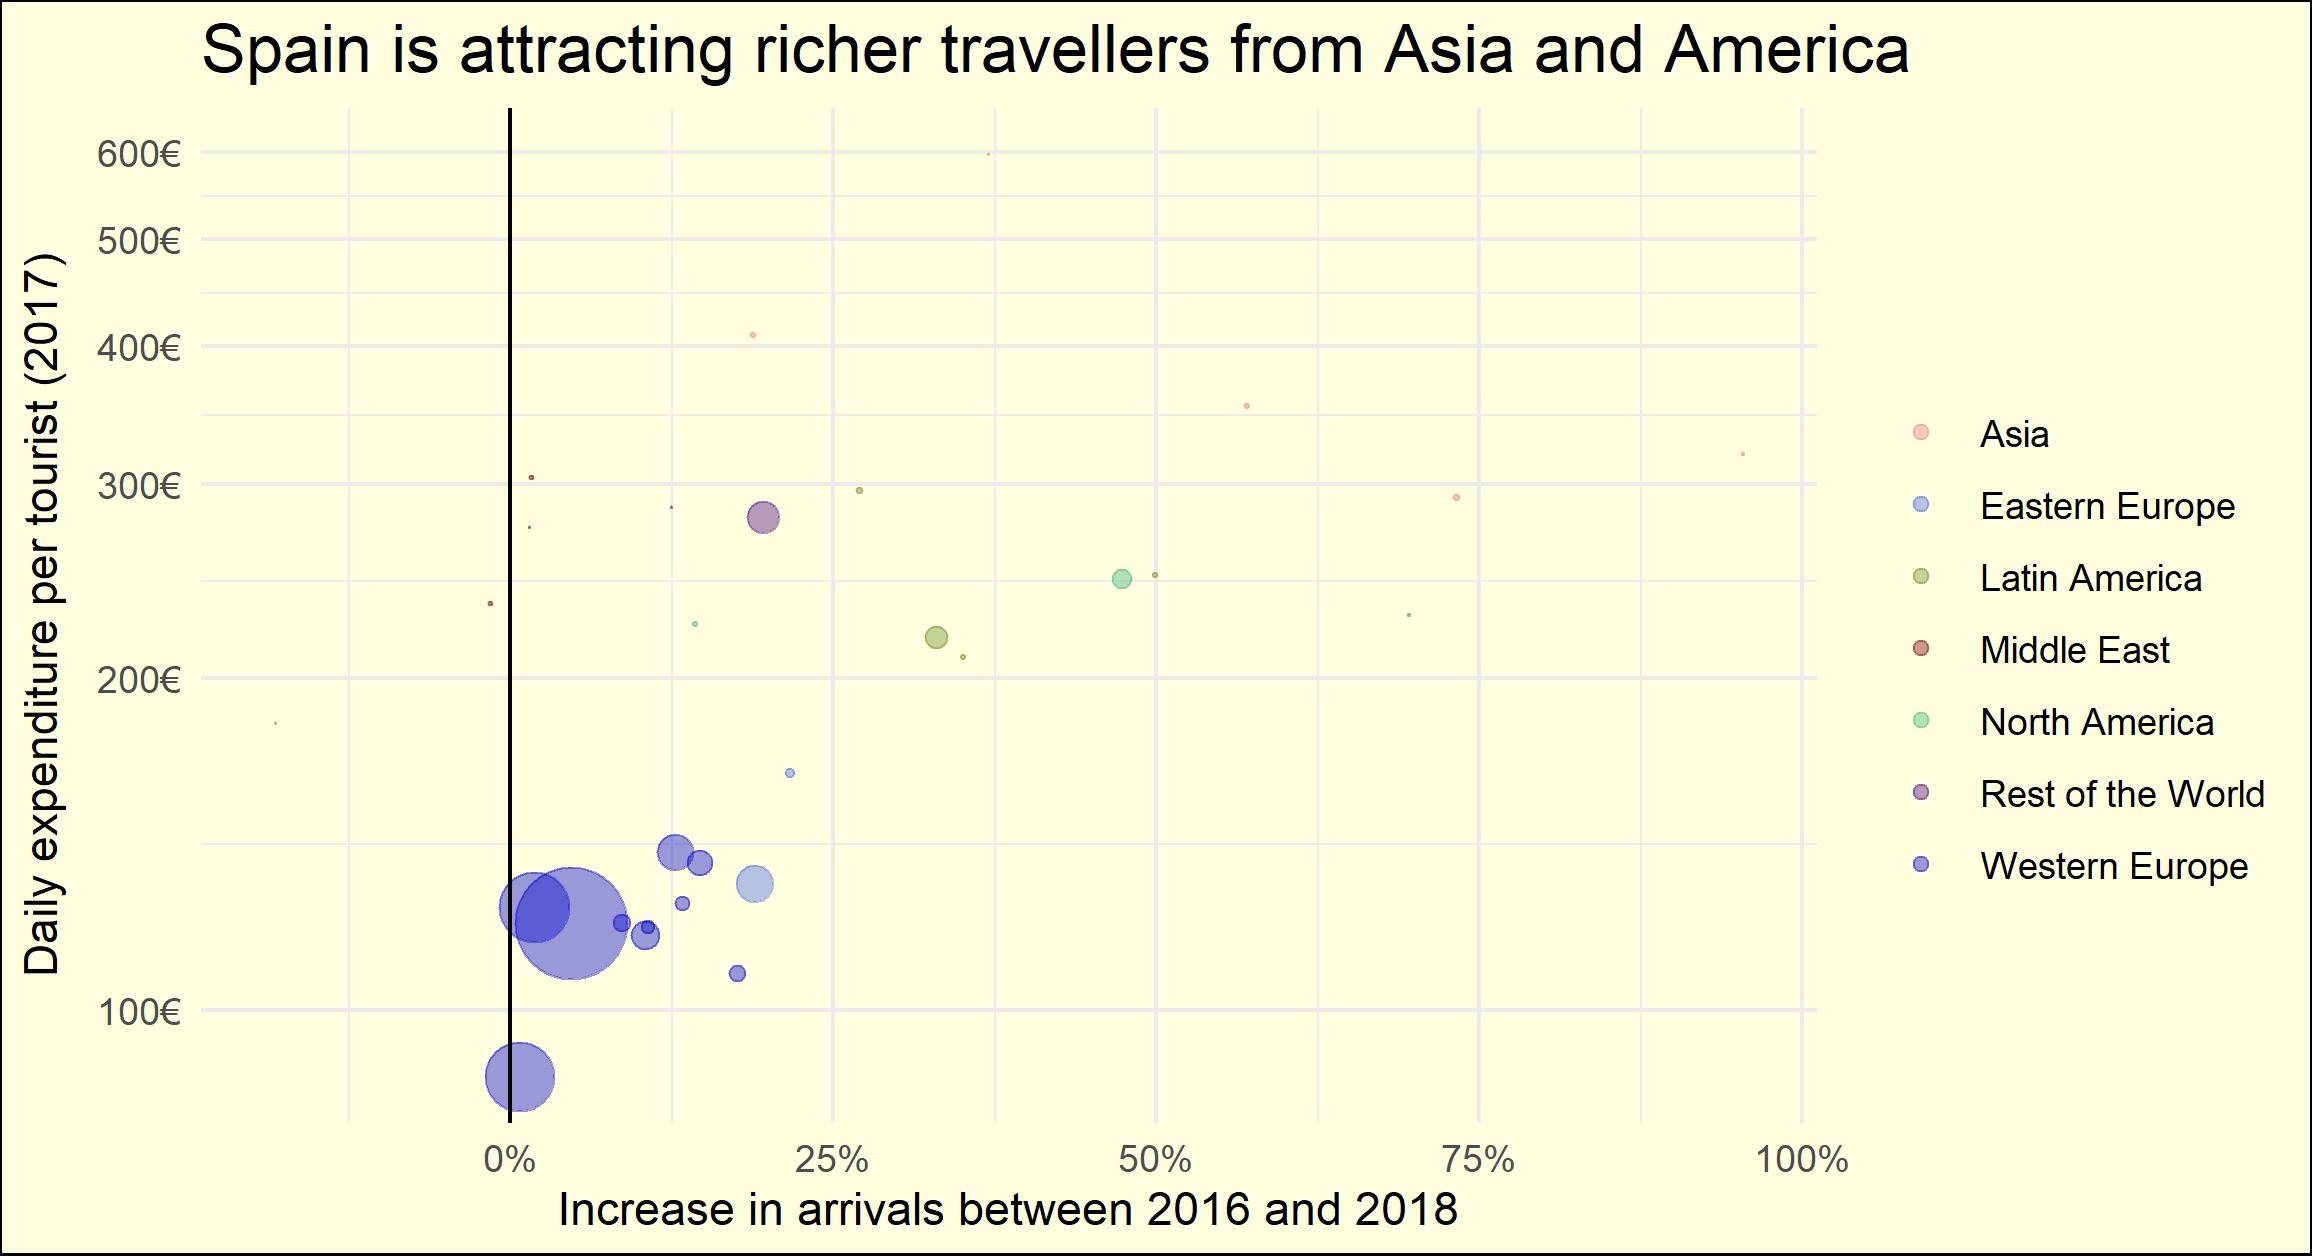 Spain is attracting richer travellers from Asia and America
Daily expenditure per tourist (2017)
600€
500€
400€
300€
200€
100€
0%
25%
50%
75%
100%
Increase in arrivals between 2016 and 2018
Asia
Eastern Europe
Latin America
Middle East
North America
Rest of the World
Western Europe